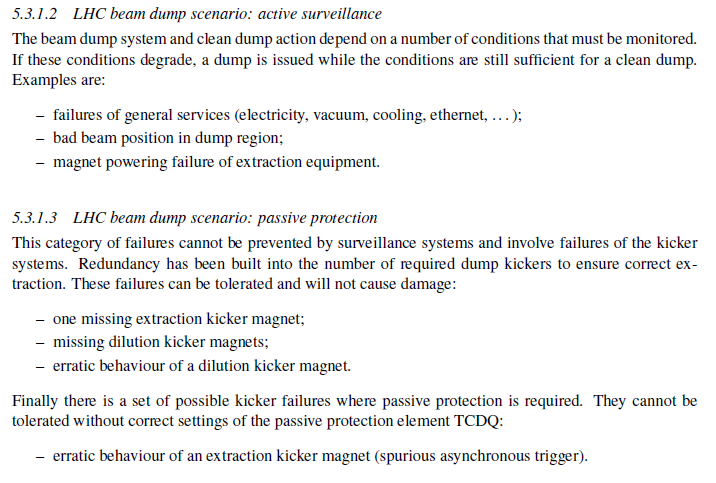 5.3.1.2 LHC beam dump scenario: active surveillance
The beam dump system and clean dump action depend on a number of conditions that must be monitored.
If these conditions degrade, a dump is issued while the conditions are still sufficient for a clean dump.
Examples are:
– failures of general services (electricity, vacuum, cooling, ethernet, ...);
– bad beam position in dump region;
– magnet powering failure of extraction equipment.
5.3.1.3 LHC beam dump scenario: passive protection
This category of failures cannot be prevented by surveillance systems and involve failures of the kicker
systems. Redundancy has been built into the number of required dump kickers to ensure correct ex-
traction. These failures can be tolerated and will not cause damage:
– one missing extraction kicker magnet;
– missing dilution kicker magnets;
– erratic behaviour of a dilution kicker magnet.
Finally there is a set of possible kicker failures where passive protection is required. They cannot be
tolerated without correct settings of the passive protection element TCDQ:
– erratic behaviour of an extraction kicker magnet (spurious asynchronous trigger).